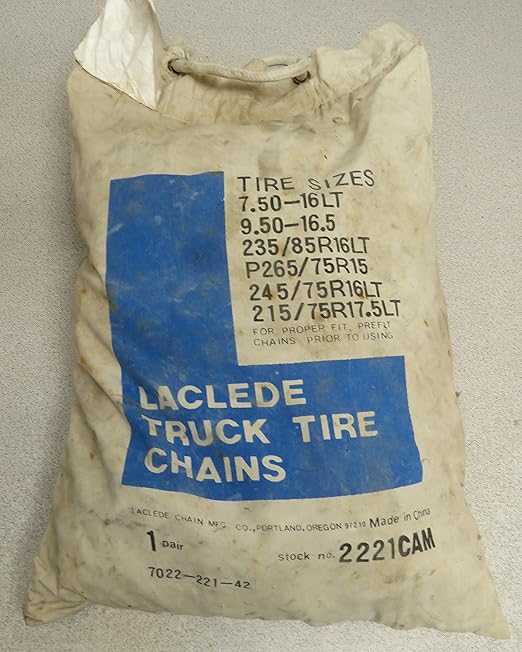 TIRE SIZES
7.50-16LT
9.50-16.5
235/85R16LT
P265/75R15
245/75R16LT
215/75R17.5LT
FOR PROPER FIT, PREFIT
CHAINS PRIOR TO USING
LACLEDE
TRUCK TIRE
CHAINS
LACLEDE CHAIN MFG. CO., PORTLAND, OREGON 97210 Made in China
1 pair
stock no. 2221CAM
7022-221-42